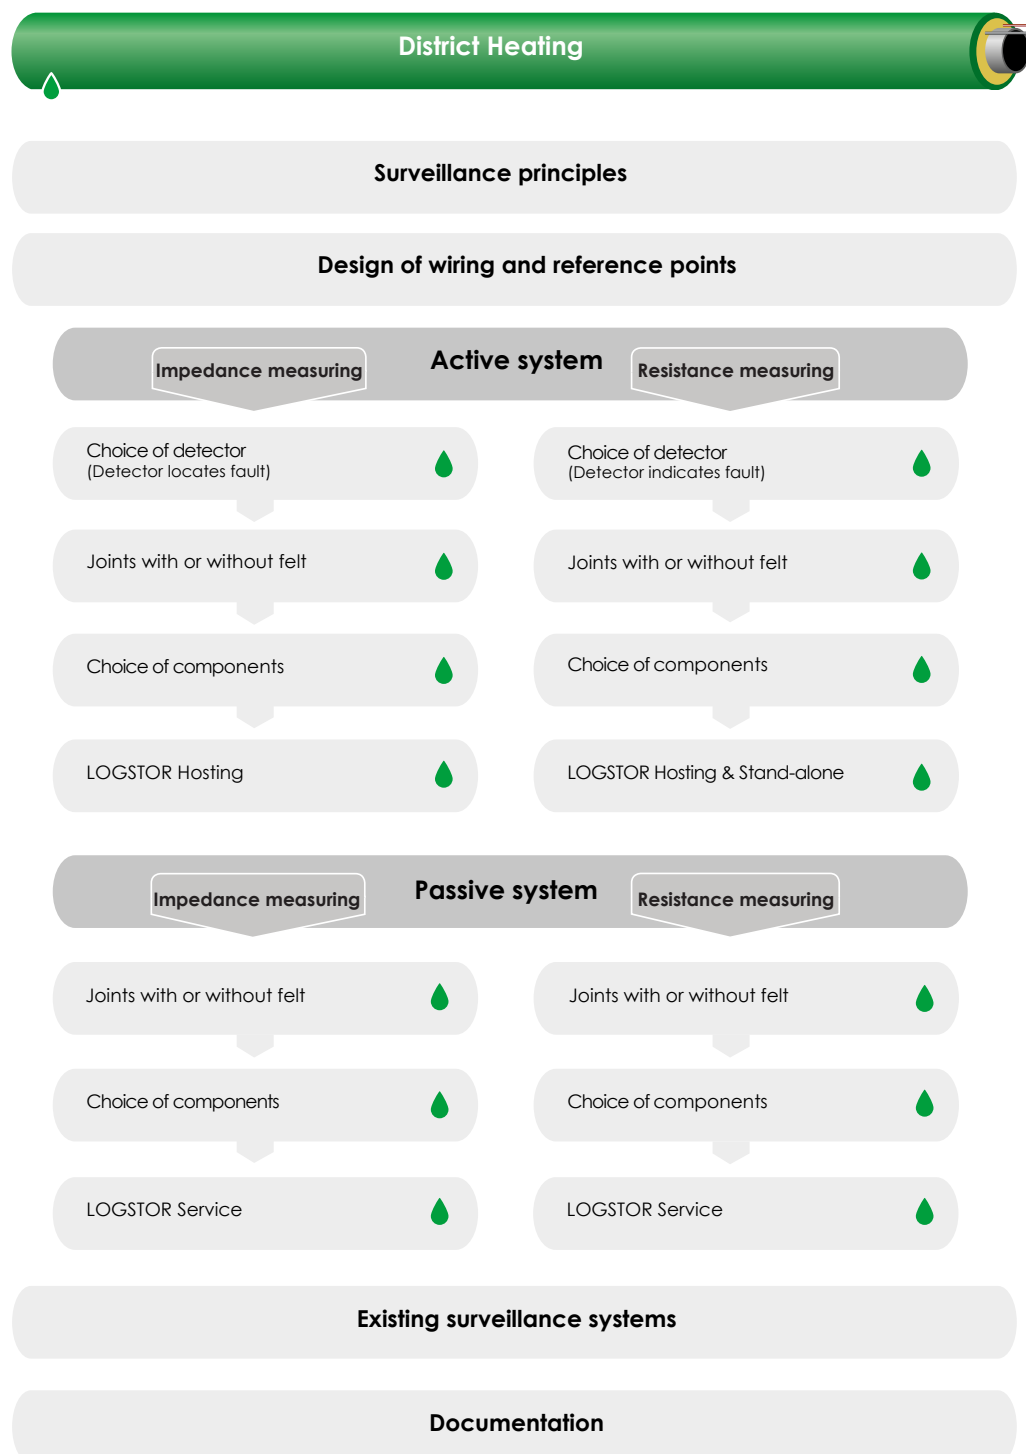 District Heating
Surveillance principles
Design of wiring and reference points
Active system
Impedance measuring
Resistance measuring
Choice of detector
(Detector locates fault)
Joints with or without felt
Choice of components
LOGSTOR Hosting
Choice of detector
(Detector indicates fault)
Joints with or without felt
Choice of components
LOGSTOR Hosting & Stand-alone
Passive system
Impedance measuring
Resistance measuring
Joints with or without felt
Choice of components
LOGSTOR Service
Joints with or without felt
Choice of components
LOGSTOR Service
Existing surveillance systems
Documentation